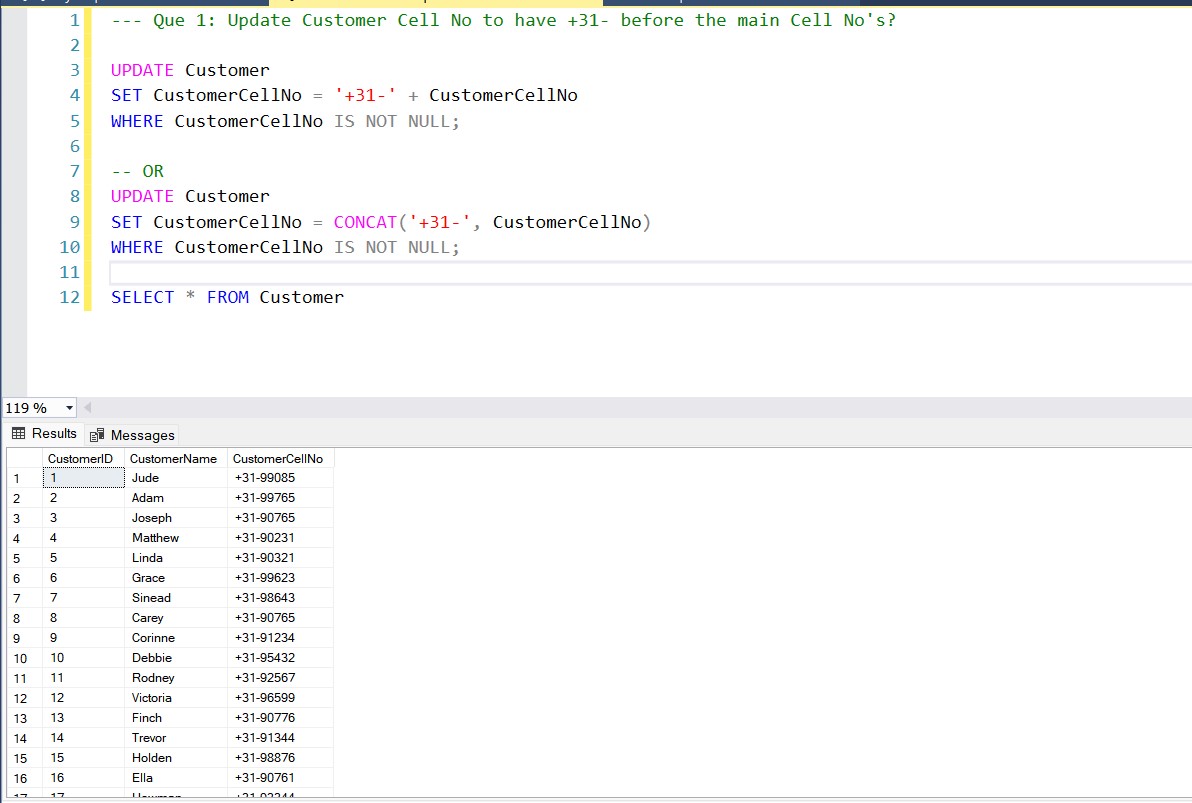 1 --- Que 1: Update Customer Cell No to have +31- before the main Cell No's?
2
3 UPDATE Customer
4 SET CustomerCellNo = '+31-' + CustomerCellNo
5 WHERE CustomerCellNo IS NOT NULL;
6
7 -- OR
8 UPDATE Customer
9 SET CustomerCellNo = CONCAT('+31-', CustomerCellNo)
10 WHERE CustomerCellNo IS NOT NULL;
11
12 SELECT * FROM Customer
119 %
Results Messages
CustomerID CustomerName CustomerCellNo
1 1 Jude +31-99085
2 2 Adam +31-99765
3 3 Joseph +31-90765
4 4 Matthew +31-90231
5 5 Linda +31-90321
6 6 Grace +31-99623
7 7 Sinead +31-98643
8 8 Carey +31-90765
9 9 Corinne +31-91234
10 10 Debbie +31-95432
11 11 Rodney +31-92567
12 12 Victoria +31-96599
13 13 Finch +31-90776
14 14 Trevor +31-91344
15 15 Holden +31-98876
16 16 Ella +31-90761
17 17